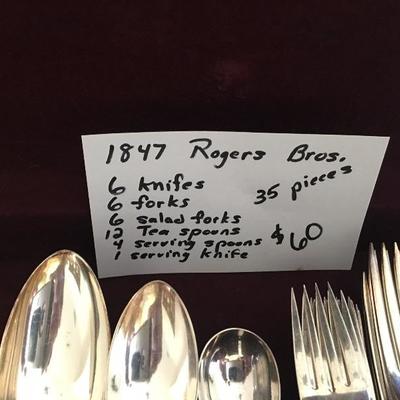 1847 Rogers Bros.
6 knifes
6 forks
35 pieces
6 salad forks
12 Tea spoons
4 serving spoons
$60
1 serving knife